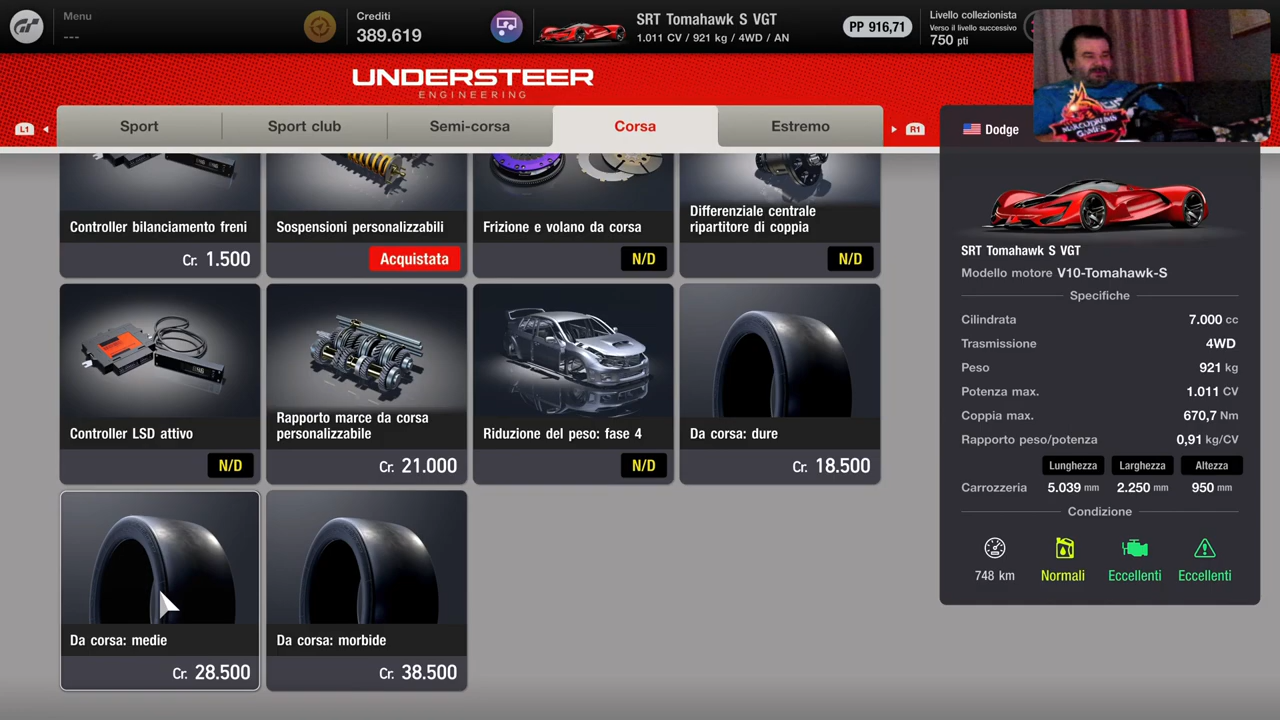 Menu
---
Crediti
389.619
SRT Tomahawk S VGT
1.011 CV / 921 kg / 4WD / AN
PP 916,71
Livello collezionista
Verso il livello successivo
750 pti
UNDERSTEER
ENGINEERING
L1
Sport
Sport club
Semi-corsa
Corsa
Estremo
R1
Controller bilanciamento freni
Cr. 1.500
Sospensioni personalizzabili
Acquistata
Frizione e volano da corsa
N/D
Differenziale centrale
ripartitore di coppia
N/D
Controller LSD attivo
N/D
Rapporto marce da corsa
personalizzabile
Cr. 21.000
Riduzione del peso: fase 4
N/D
Da corsa: dure
Cr. 18.500
Da corsa: medie
Cr. 28.500
Da corsa: morbide
Cr. 38.500
Dodge
SRT Tomahawk S VGT
Modello motore V10-Tomahawk-S
Specifiche
Cilindrata 7.000 cc
Trasmissione 4WD
Peso 921 kg
Potenza max. 1.011 CV
Coppia max. 670,7 Nm
Rapporto peso/potenza 0,91 kg/CV
Lunghezza Larghezza Altezza
Carrozzeria 5.039 mm 2.250 mm 950 mm
Condizione
748 km Normali Eccellenti Eccellenti